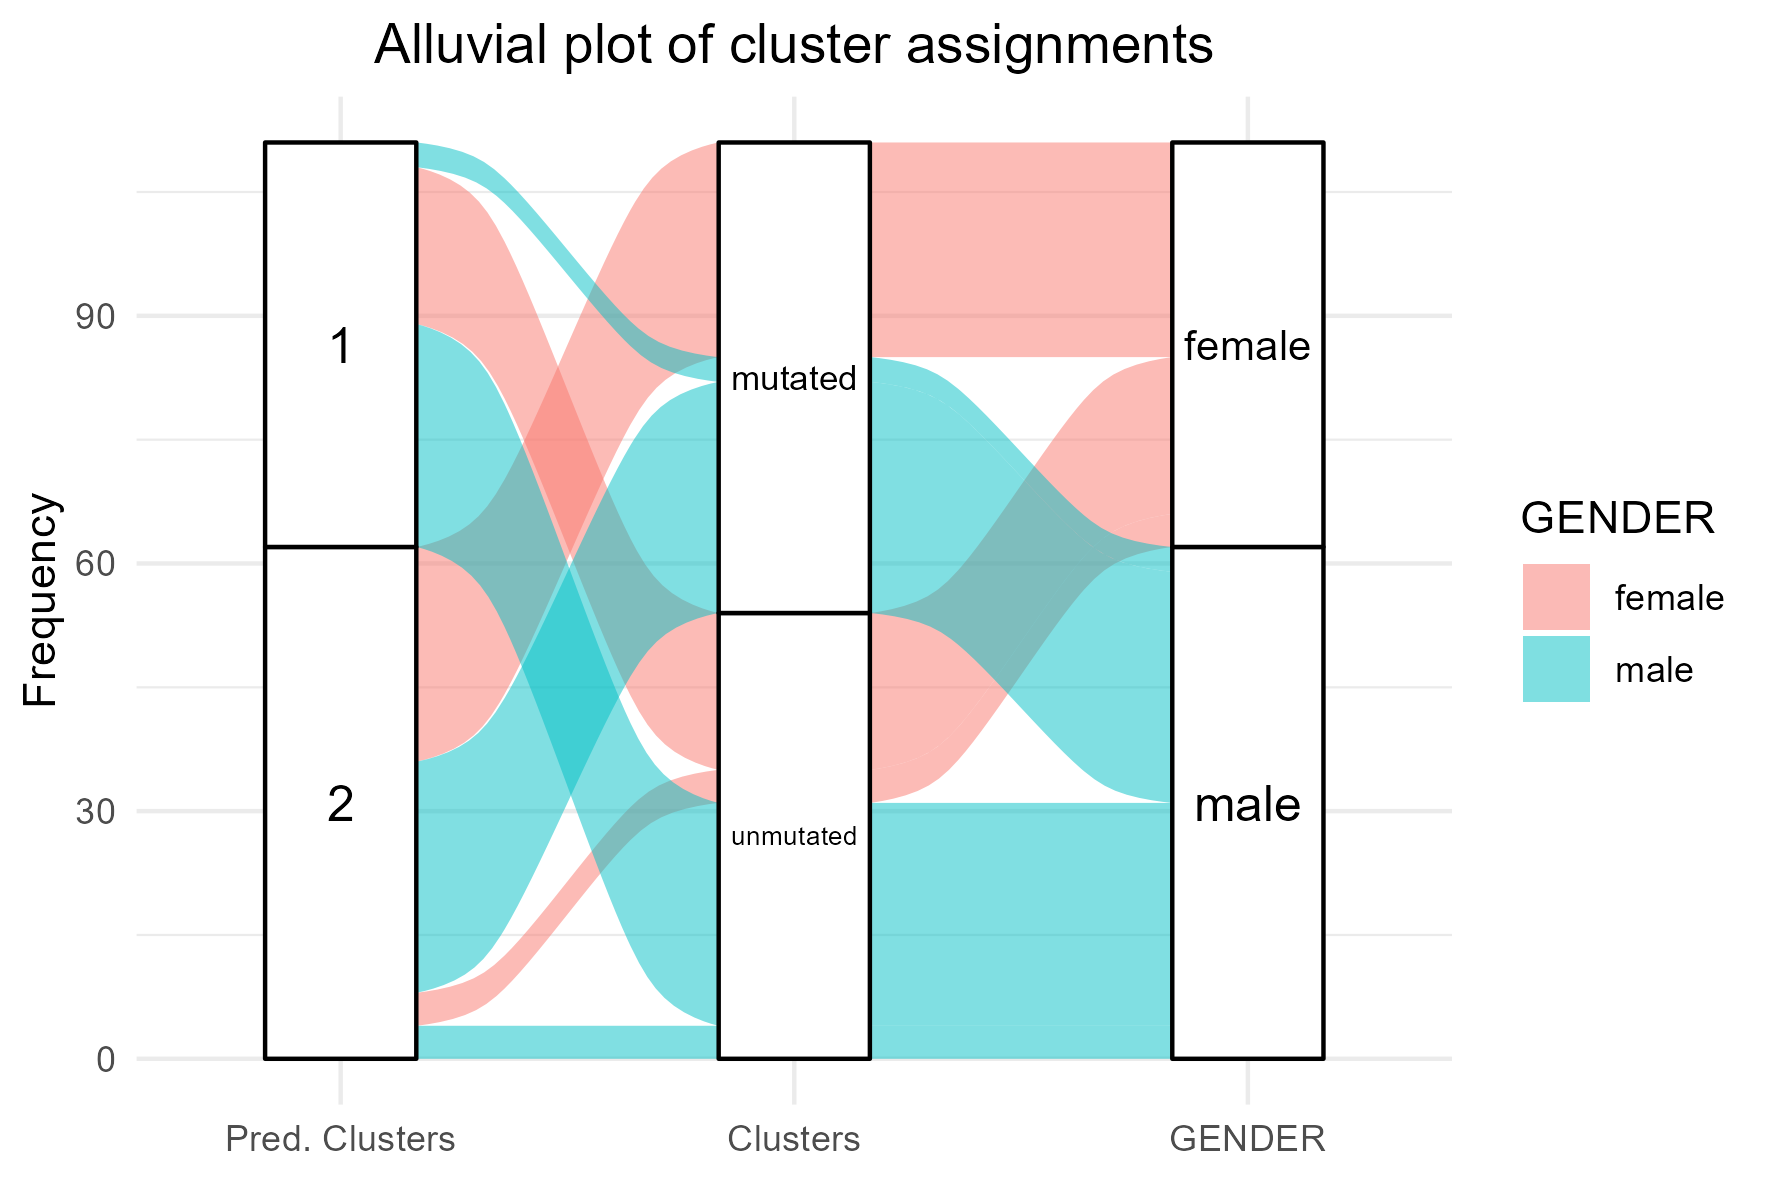 Alluvial plot of cluster assignments
Frequency
90
60
30
0
1
2
mutated
unmutated
female
male
Pred. Clusters
Clusters
GENDER
GENDER
female
male